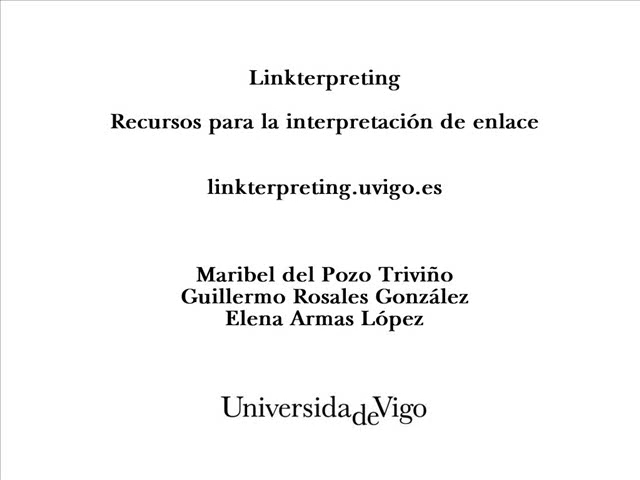 Linkterpreting
Recursos para la interpretación de enlace
linkterpreting.uvigo.es
Maribel del Pozo Triviño
Guillermo Rosales González
Elena Armas López
UniversidadeVigo